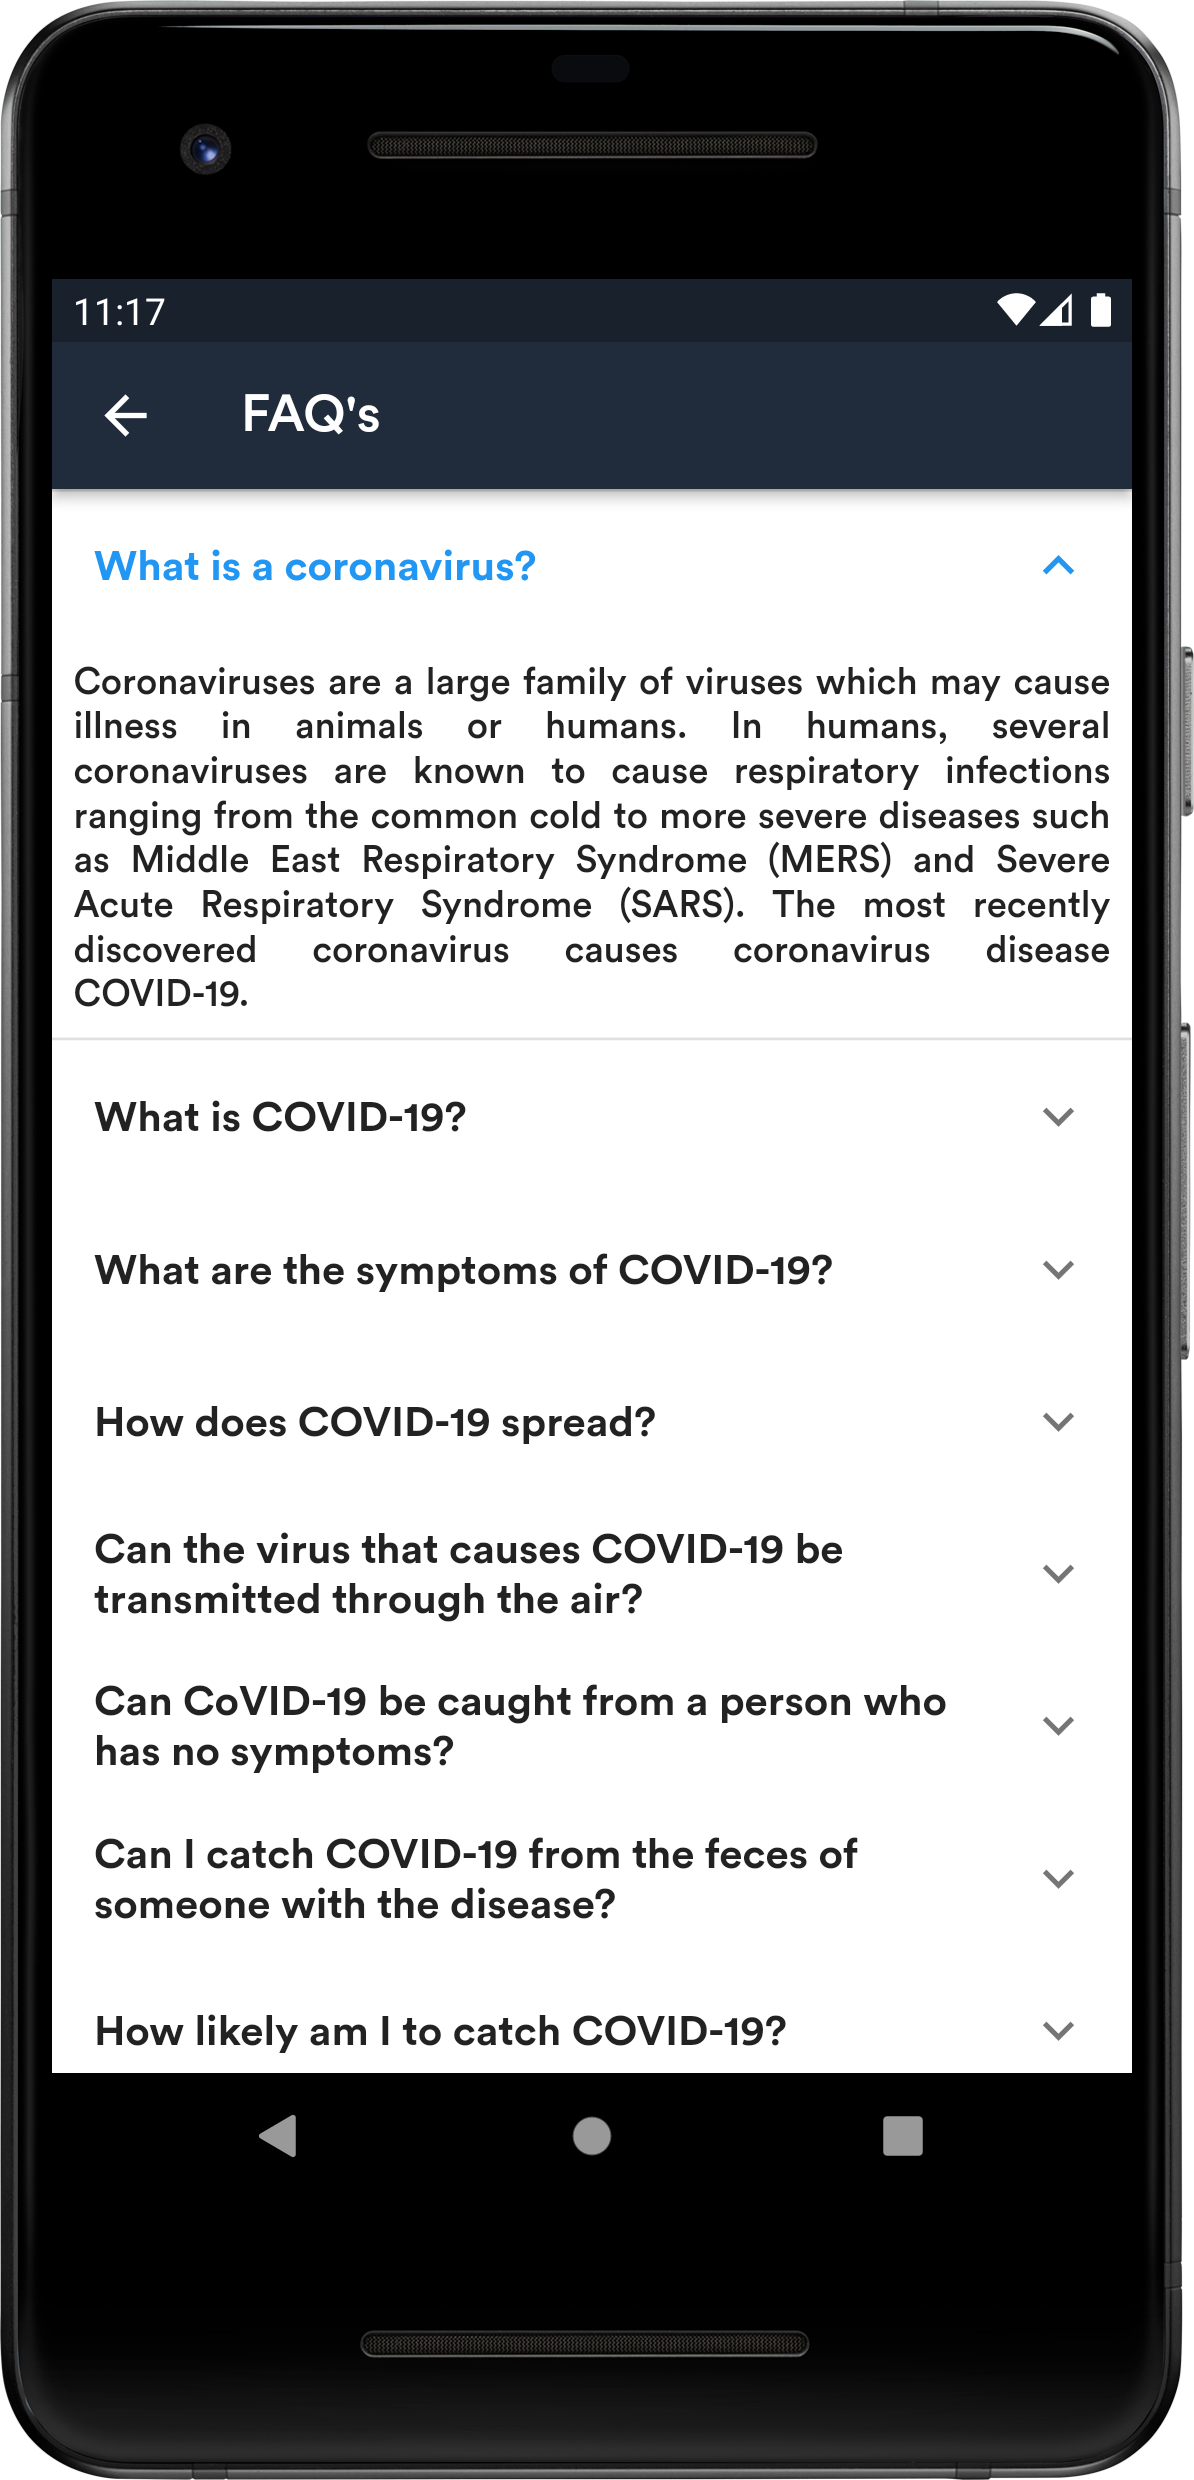 11:17
FAQ's
What is a coronavirus?
Coronaviruses are a large family of viruses which may cause
illness in animals or humans. In humans, several
coronaviruses are known to cause respiratory infections
ranging from the common cold to more severe diseases such
as Middle East Respiratory Syndrome (MERS) and Severe
Acute Respiratory Syndrome (SARS). The most recently
discovered coronavirus causes coronavirus disease
COVID-19.
What is COVID-19?
What are the symptoms of COVID-19?
How does COVID-19 spread?
Can the virus that causes COVID-19 be
transmitted through the air?
Can CoVID-19 be caught from a person who
has no symptoms?
Can I catch COVID-19 from the feces of
someone with the disease?
How likely am I to catch COVID-19?